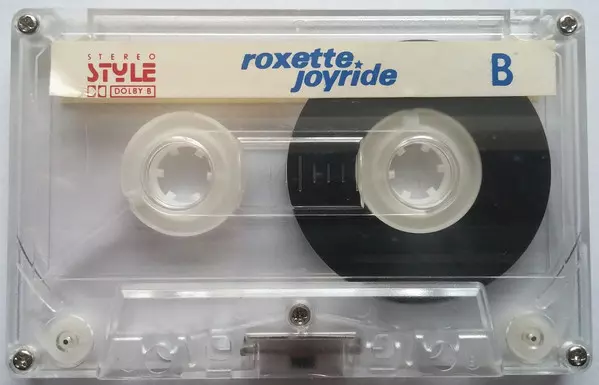 STEREO
STYLE
DOLBY B
roxette
joyride
B